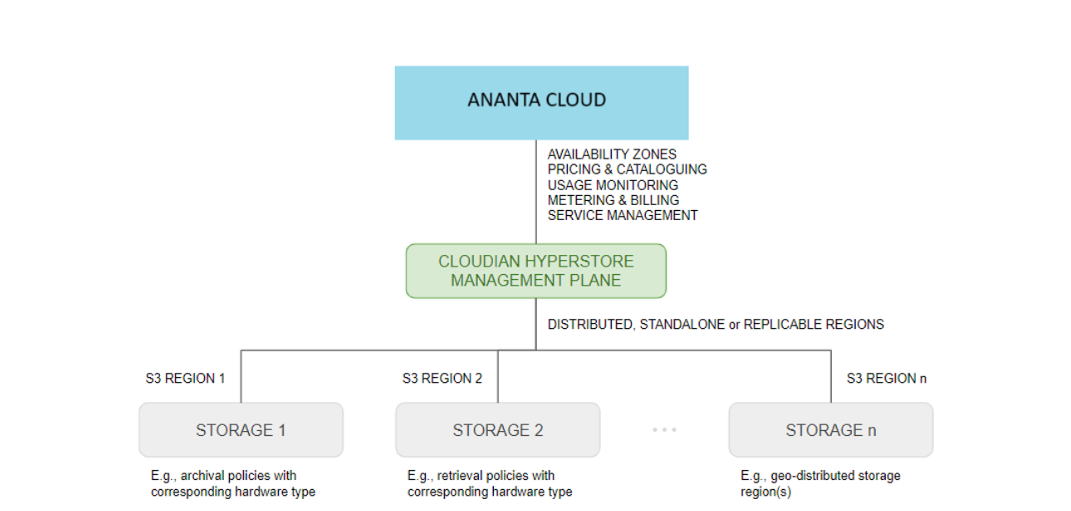 ANANTA CLOUD
AVAILABILITY ZONES
PRICING & CATALOGUING
USAGE MONITORING
METERING & BILLING
SERVICE MANAGEMENT
CLOUDIAN HYPERSTORE
MANAGEMENT PLANE
DISTRIBUTED, STANDALONE or REPLICABLE REGIONS
S3 REGION 1
S3 REGION 2
S3 REGION n
STORAGE 1
STORAGE 2
...
STORAGE n
E.g., archival policies with
corresponding hardware type
E.g., retrieval policies with
corresponding hardware type
E.g., geo-distributed storage
region(s)